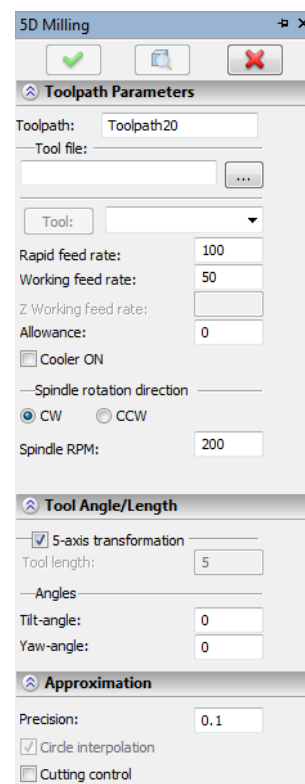 5D Milling
Toolpath Parameters
Toolpath: Toolpath20
Tool file:
...
Tool:
Rapid feed rate: 100
Working feed rate: 50
Z Working feed rate:
Allowance: 0
Cooler ON
Spindle rotation direction
CW CCW
Spindle RPM: 200
Tool Angle/Length
5-axis transformation
Tool length: 5
Angles
Tilt-angle: 0
Yaw-angle: 0
Approximation
Precision: 0.1
Circle interpolation
Cutting control